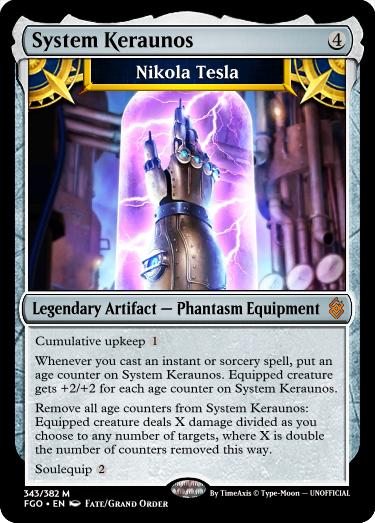 System Keraunos 4
Nikola Tesla
Legendary Artifact — Phantasm Equipment
Cumulative upkeep 1
Whenever you cast an instant or sorcery spell, put an
age counter on System Keraunos. Equipped creature
gets +2/+2 for each age counter on System Keraunos.
Remove all age counters from System Keraunos:
Equipped creature deals X damage divided as you
choose to any number of targets, where X is double
the number of counters removed this way.
Soulequip 2
343/382 M
FGO • EN Fate/Grand Order
By TimeAxis © Type-Moon — UNOFFICIAL